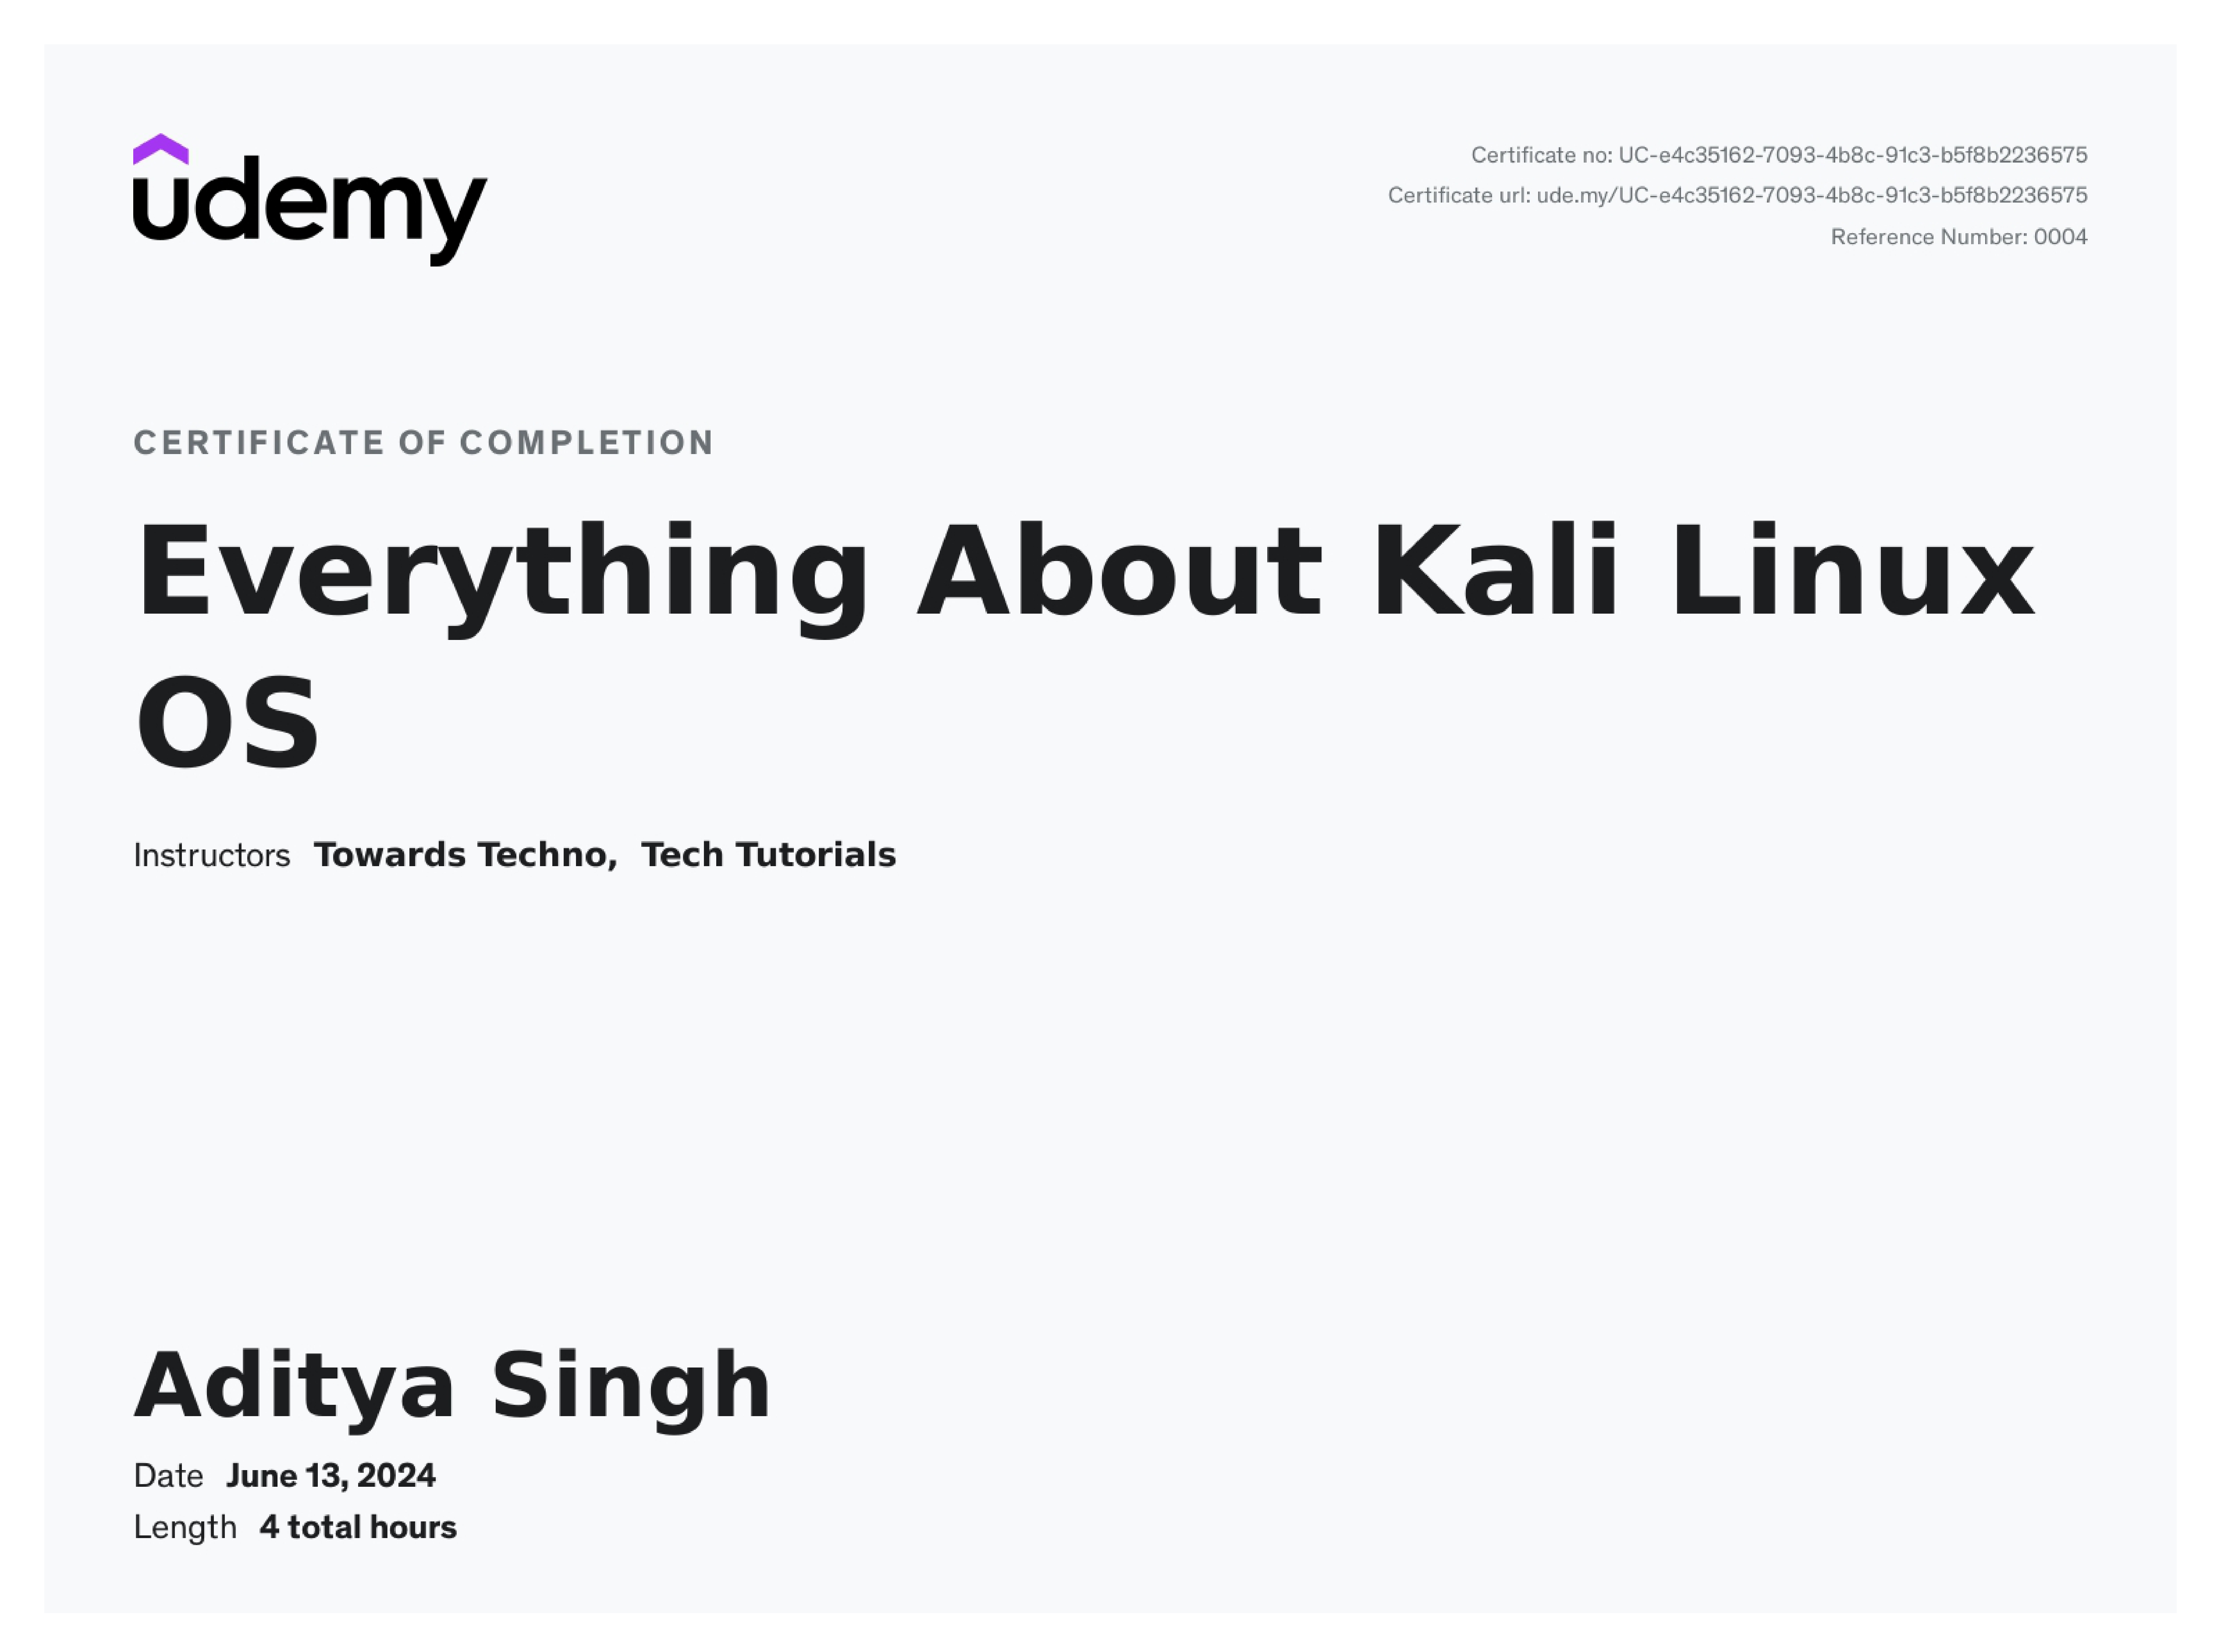 udemy
Certificate no: UC-e4c35162-7093-4b8c-91c3-b5f8b2236575
Certificate url: ude.my/UC-e4c35162-7093-4b8c-91c3-b5f8b2236575
Reference Number: 0004
CERTIFICATE OF COMPLETION
Everything About Kali Linux
OS
Instructors Towards Techno, Tech Tutorials
Aditya Singh
Date June 13, 2024
Length 4 total hours